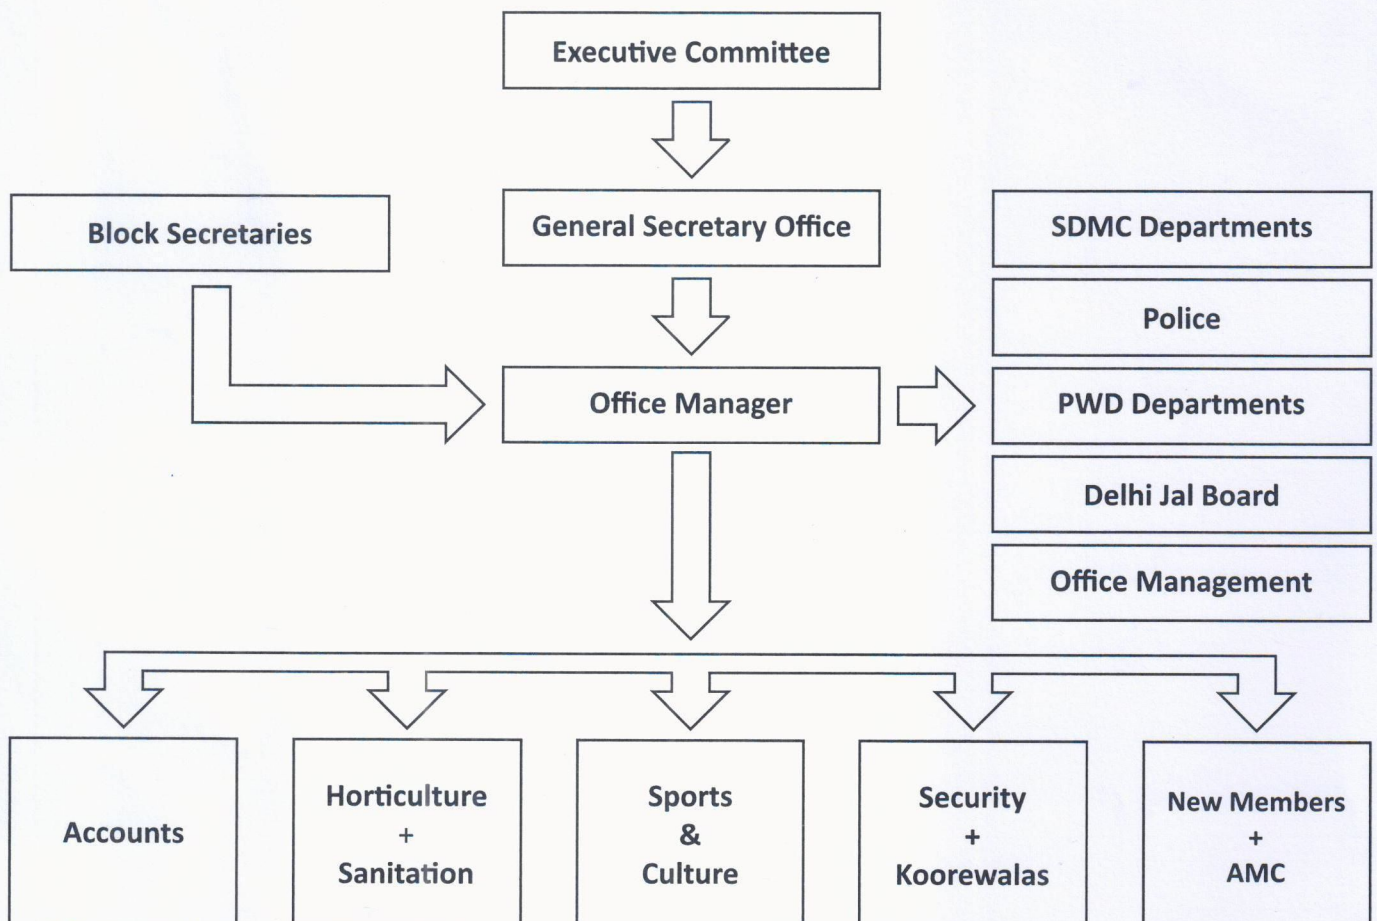 Executive Committee
Block Secretaries
General Secretary Office
SDMC Departments
Police
Office Manager
PWD Departments
Delhi Jal Board
Office Management
Accounts
Horticulture
+
Sanitation
Sports
&
Culture
Security
+
Koorewalas
New Members
+
AMC